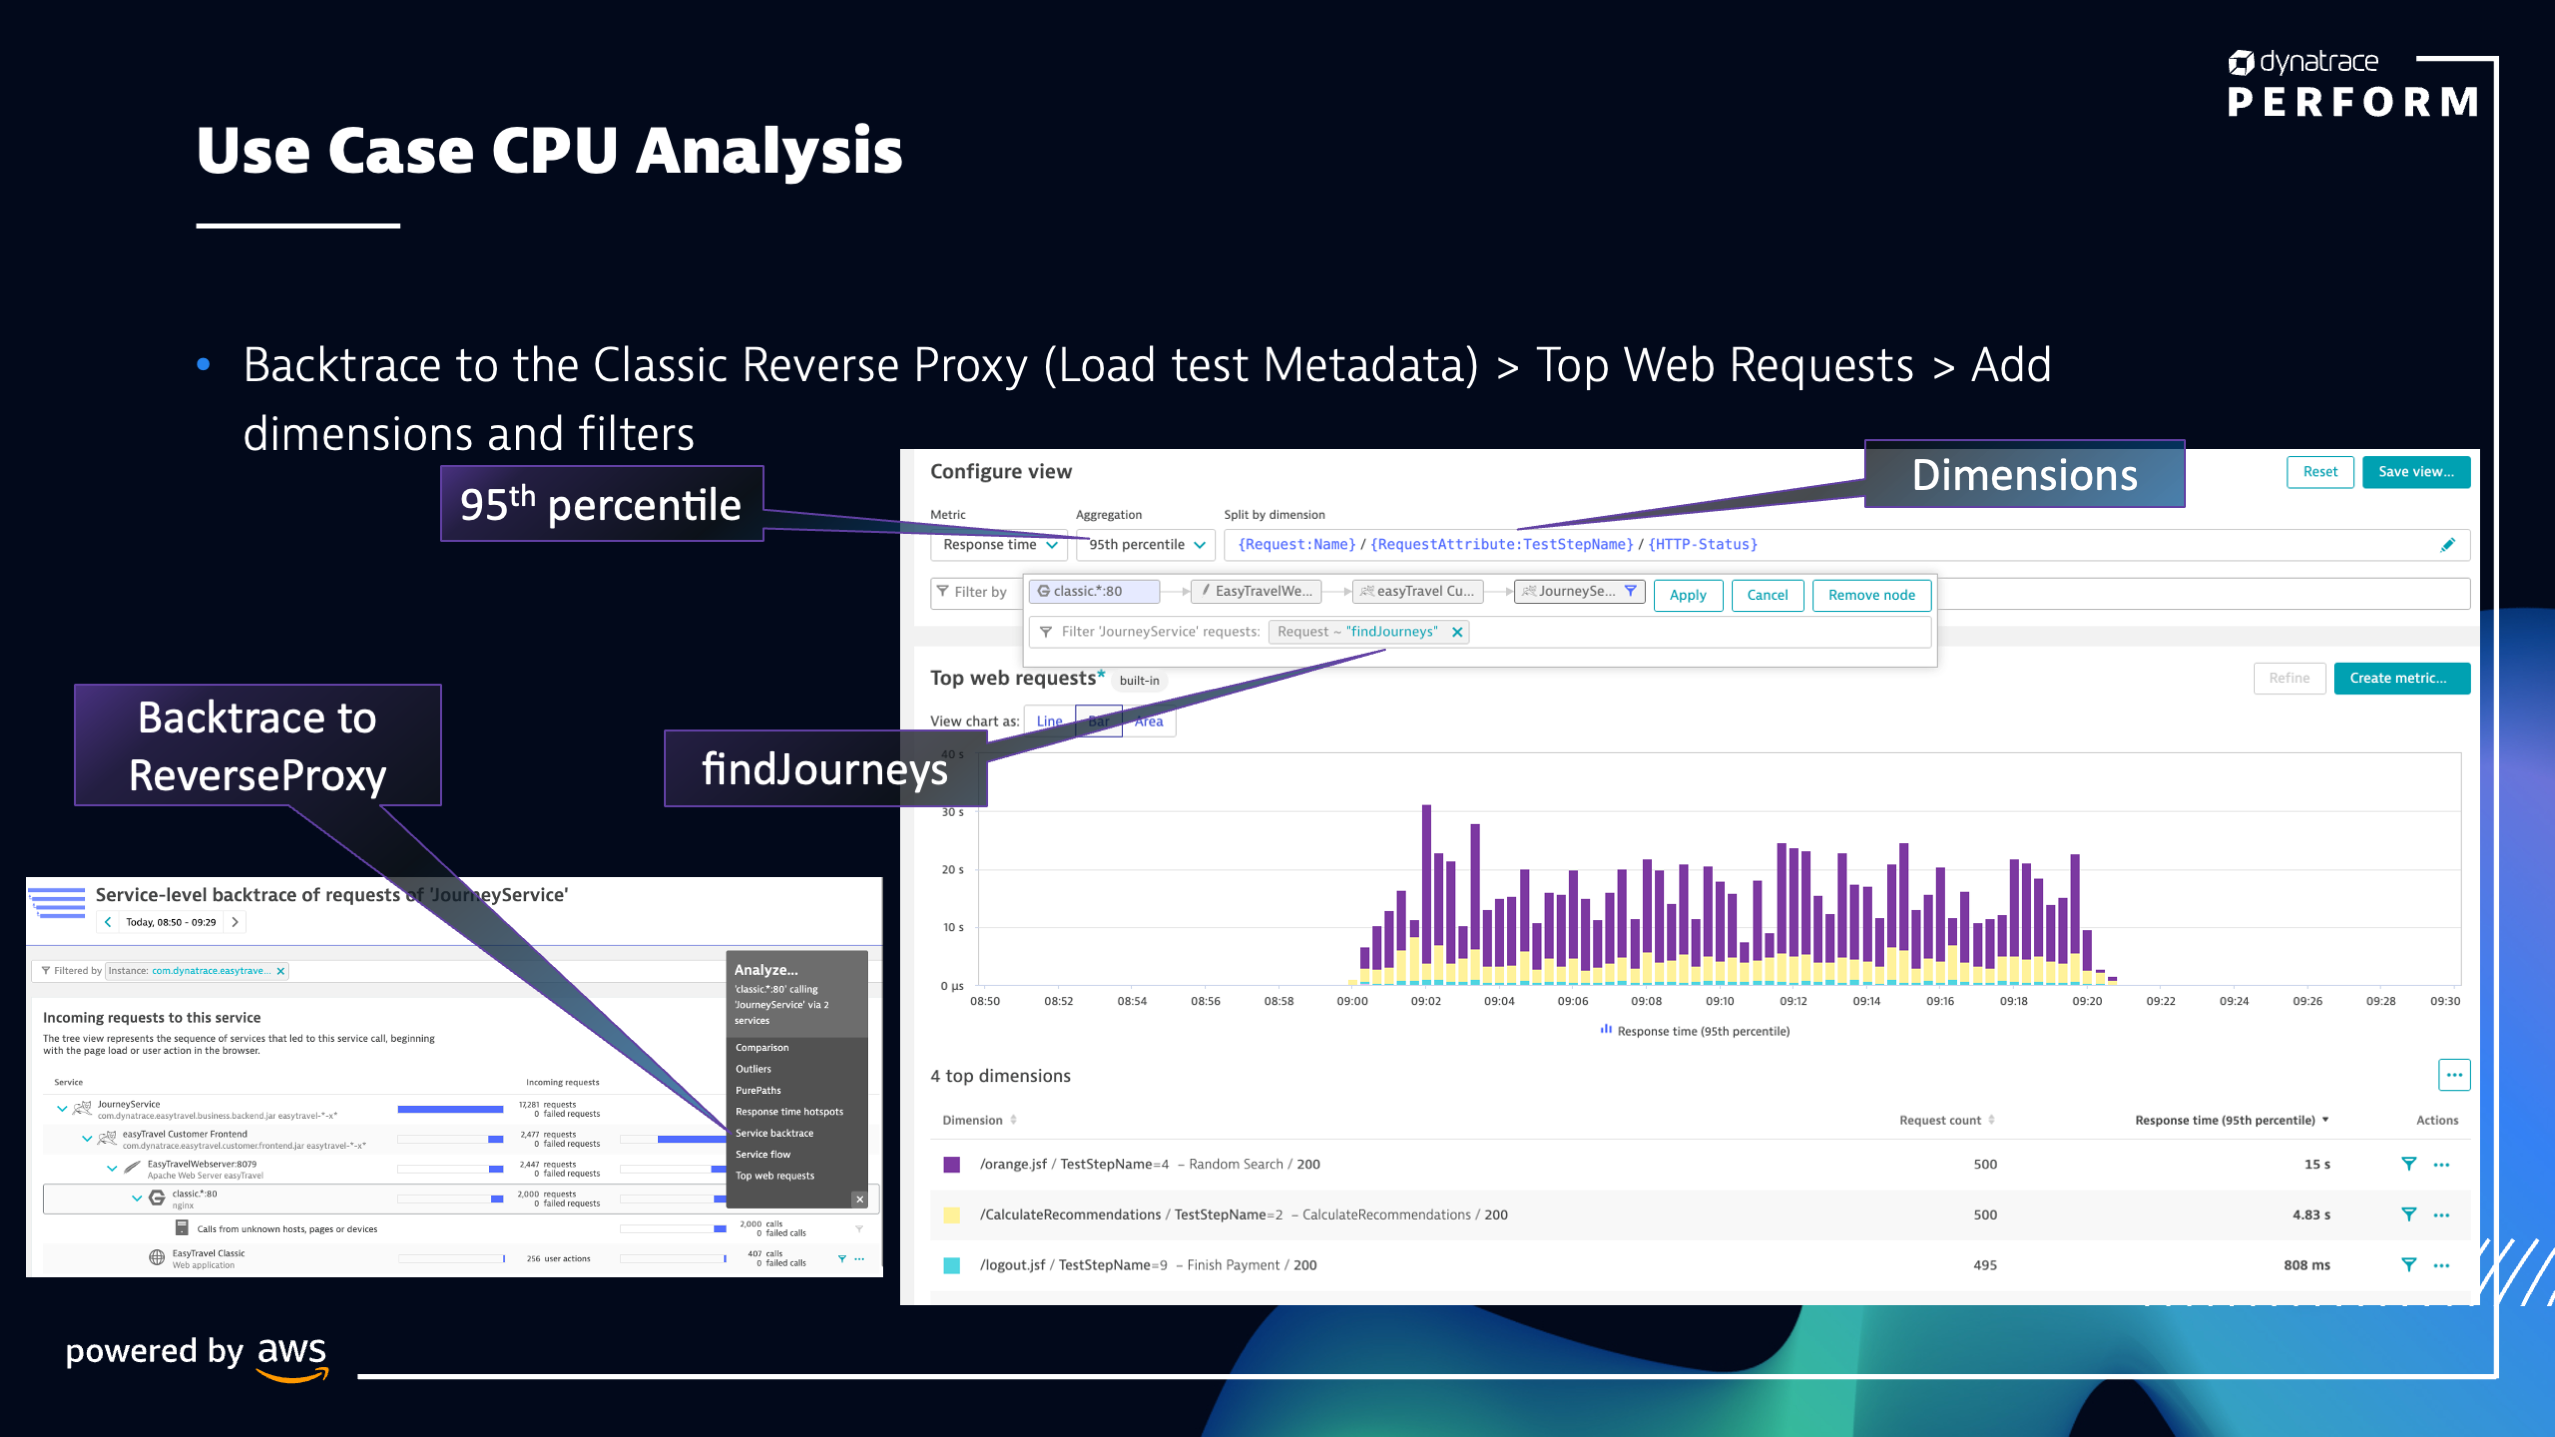 dynatrace
PERFORM
Use Case CPU Analysis
• Backtrace to the Classic Reverse Proxy (Load test Metadata) > Top Web Requests > Add
dimensions and filters
95th percentile
Dimensions
Backtrace to
ReverseProxy
findJourneys
Configure view
Reset
Save view...
Metric
Aggregation
Split by dimension
Response time
95th percentile
{Request:Name} / {RequestAttribute:TestStepName} / {HTTP-Status}
Filter by
classic.*:80
EasyTravelWe...
easyTravel Cu...
JourneySe...
Apply
Cancel
Remove node
Filter 'JourneyService' requests:
Request ~ "findJourneys"
Top web requests*
built-in
Refine
Create metric...
View chart as:
Line
Bar
Area
40 s
30 s
20 s
10 s
0 µs
08:50 08:52 08:54 08:56 08:58 09:00 09:02 09:04 09:06 09:08 09:10 09:12 09:14 09:16 09:18 09:20 09:22 09:24 09:26 09:28 09:30
Response time (95th percentile)
4 top dimensions
...
Dimension Request count Response time (95th percentile) Actions
/orange.jsf / TestStepName=4 – Random Search / 200 500 15 s
/CalculateRecommendations / TestStepName=2 – CalculateRecommendations / 200 500 4.83 s
/logout.jsf / TestStepName=9 – Finish Payment / 200 495 808 ms
Service-level backtrace of requests of 'JourneyService'
Today, 08:50 - 09:29
Filtered by
Instance: com.dynatrace.easytrave...
Incoming requests to this service
The tree view represents the sequence of services that led to this service call, beginning
with the page load or user action in the browser.
Service Incoming requests
JourneyService
com.dynatrace.easytravel.business.backend.jar easytravel-*-x*
17,281 requests
0 failed requests
easyTravel Customer Frontend
com.dynatrace.easytravel.customer.frontend.jar easytravel-*-x*
2,477 requests
0 failed requests
EasyTravelWebserver:8079
Apache Web Server easyTravel
2,447 requests
0 failed requests
classic.*:80
nginx
2,000 requests
0 failed requests
Calls from unknown hosts, pages or devices
2,000 calls
0 failed calls
EasyTravel Classic
Web application
256 user actions
407 calls
0 failed calls
Analyze...
'classic.*:80' calling
'JourneyService' via 2
services
Comparison
Outliers
PurePaths
Response time hotspots
Service backtrace
Service flow
Top web requests
powered by aws